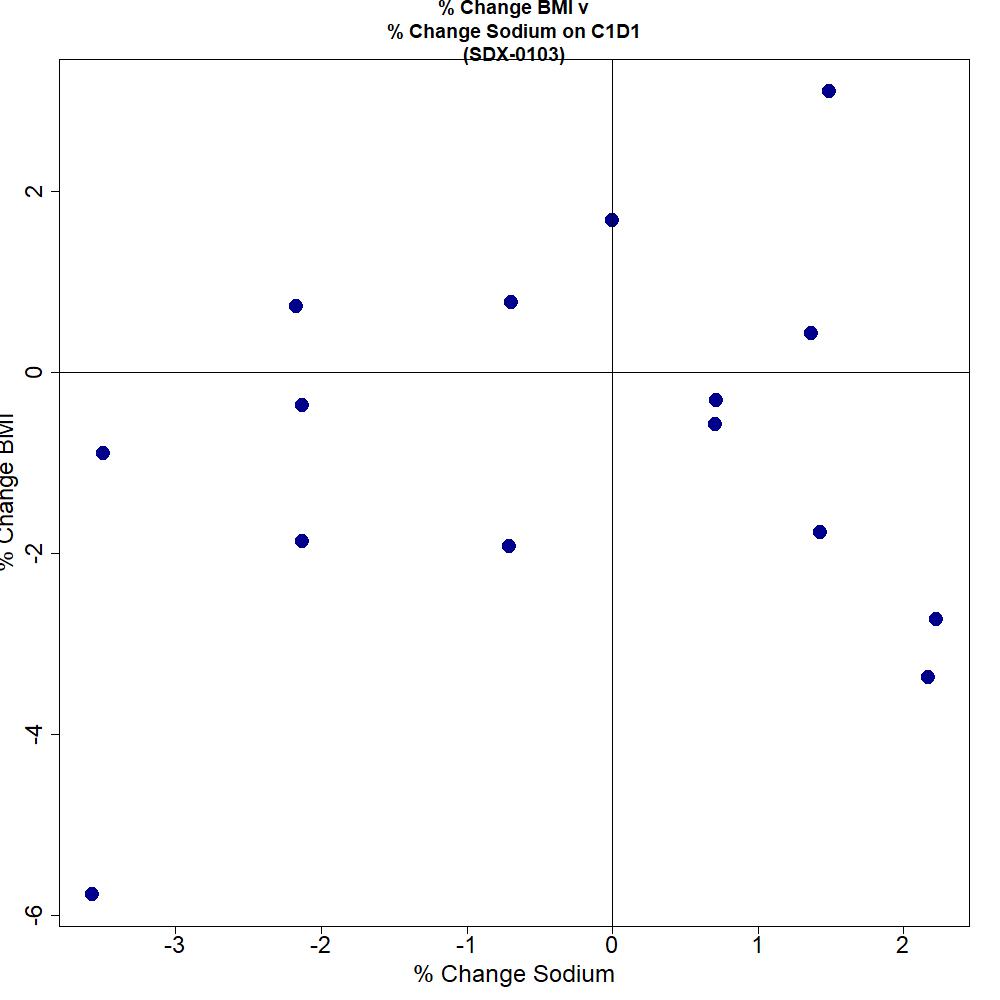 % Change BMI v
% Change Sodium on C1D1
(SDX-0103)
2
0
-2
-4
-6
% Change BMI
-3
-2
-1
0
1
2
% Change Sodium